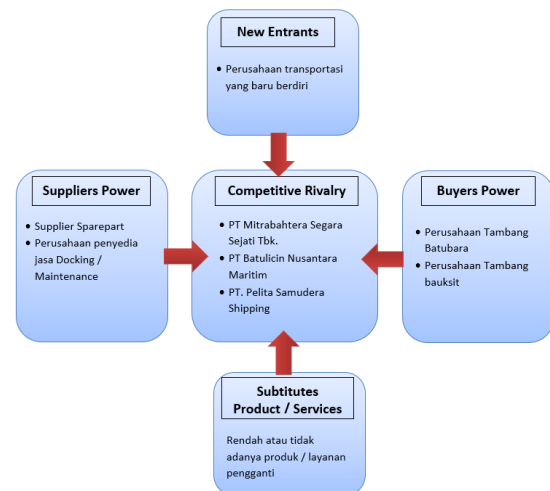 New Entrants
• Perusahaan transportasi
yang baru berdiri
Suppliers Power
• Supplier Sparepart
• Perusahaan penyedia
jasa Docking /
Maintenance
Competitive Rivalry
• PT Mitrabahtera Segara
Sejati Tbk.
• PT Batulicin Nusantara
Maritim
• PT. Pelita Samudera
Shipping
Buyers Power
• Perusahaan Tambang
Batubara
• Perusahaan Tambang
bauksit
Subtitutes
Product / Services
Rendah atau tidak
adanya produk / layanan
pengganti